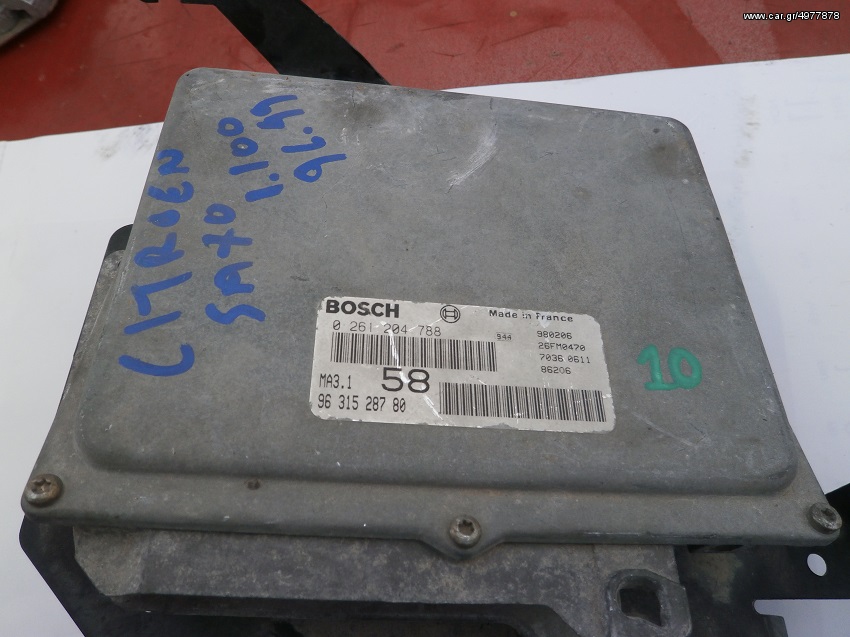 www.car.gr/4977878
CITROEN
SAXO 1.100
96.99
BOSCH
Made in France
0 261 204 788
944
980206
26FM0470
7036 0611
86206
MA3.1
58
96 315 287 80
10